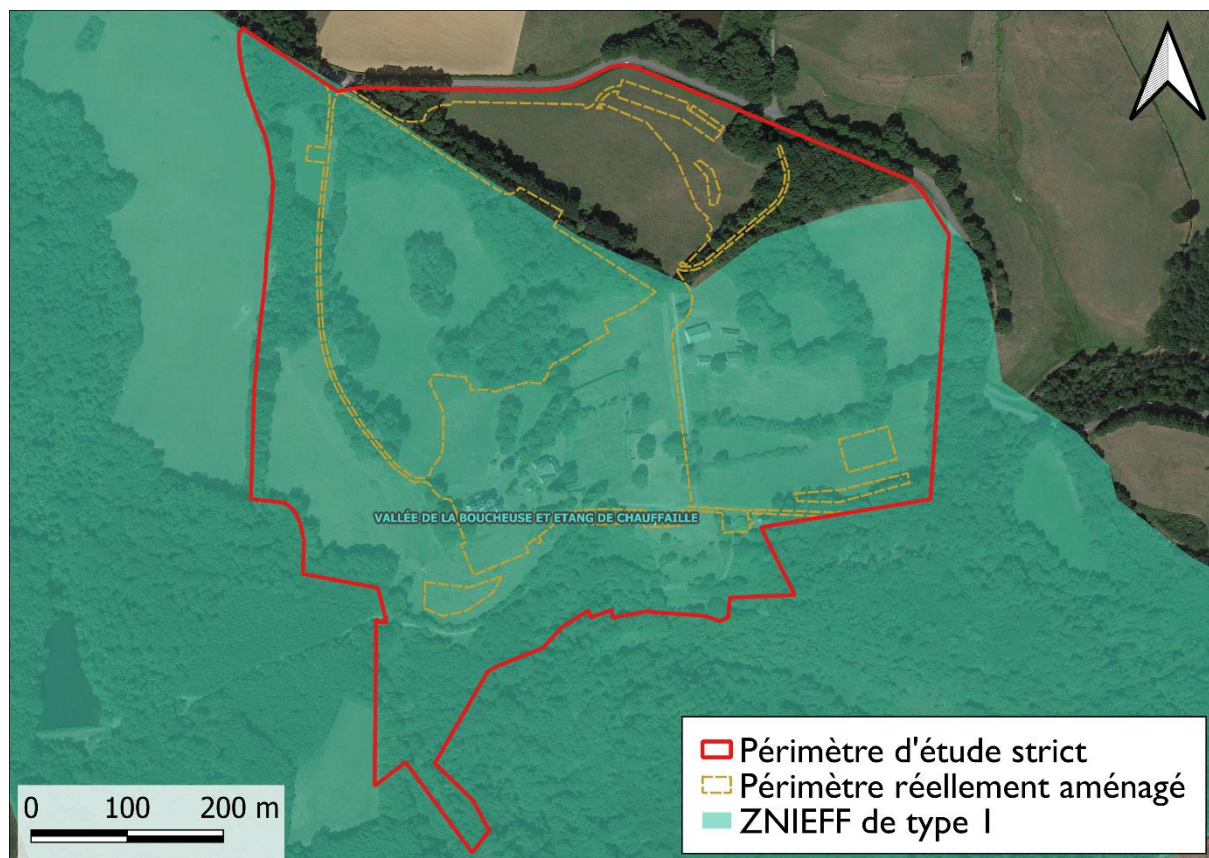 VALLÉE DE LA BOUCHEUSE ET ETANG DE CHAUFFAILLE
Périmètre d'étude strict
Périmètre réellement aménagé
ZNIEFF de type 1
0 100 200 m